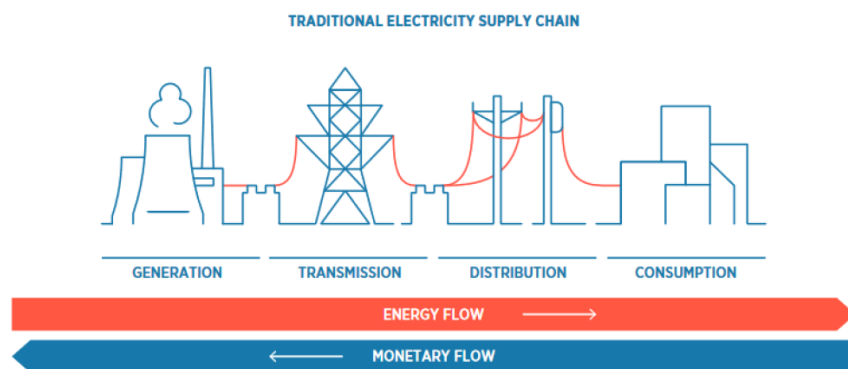 TRADITIONAL ELECTRICITY SUPPLY CHAIN
GENERATION
TRANSMISSION
DISTRIBUTION
CONSUMPTION
ENERGY FLOW
MONETARY FLOW